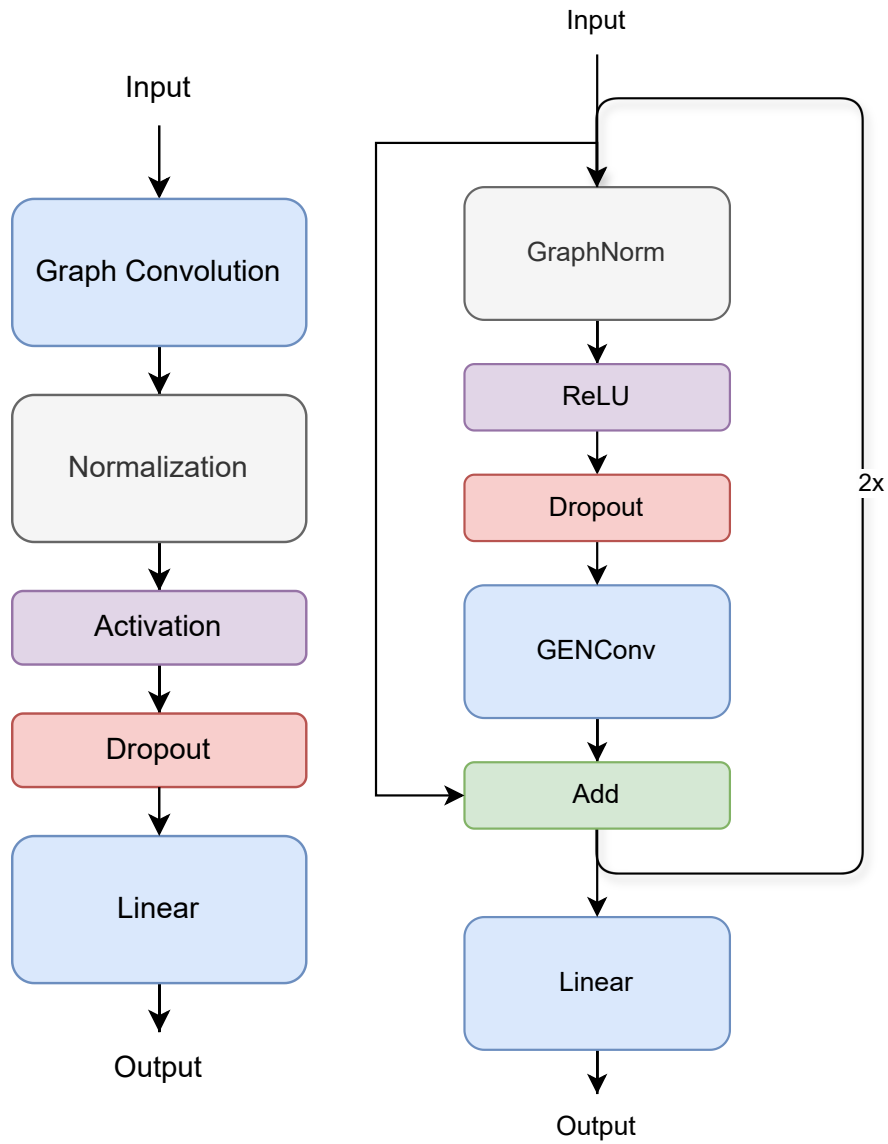 Input
Graph Convolution
Normalization
Activation
Dropout
Linear
Output
Input
GraphNorm
ReLU
Dropout
GENConv
Add
2x
Linear
Output